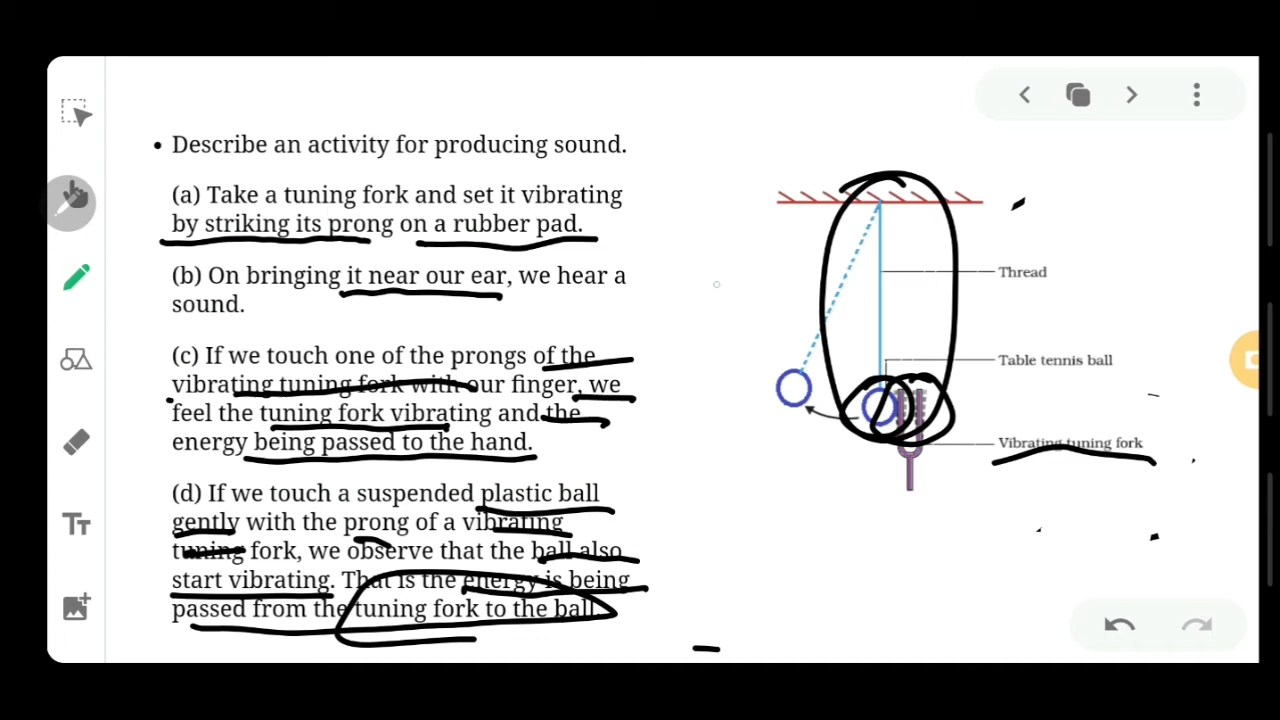 • Describe an activity for producing sound.
(a) Take a tuning fork and set it vibrating
by striking its prong on a rubber pad.
(b) On bringing it near our ear, we hear a
sound.
(c) If we touch one of the prongs of the
vibrating tuning fork with our finger, we
feel the tuning fork vibrating and the
energy being passed to the hand.
(d) If we touch a suspended plastic ball
gently with the prong of a vibrating
tuning fork, we observe that the ball also
start vibrating. That is the energy is being
passed from the tuning fork to the ball.
Thread
Table tennis ball
Vibrating tuning fork
TT